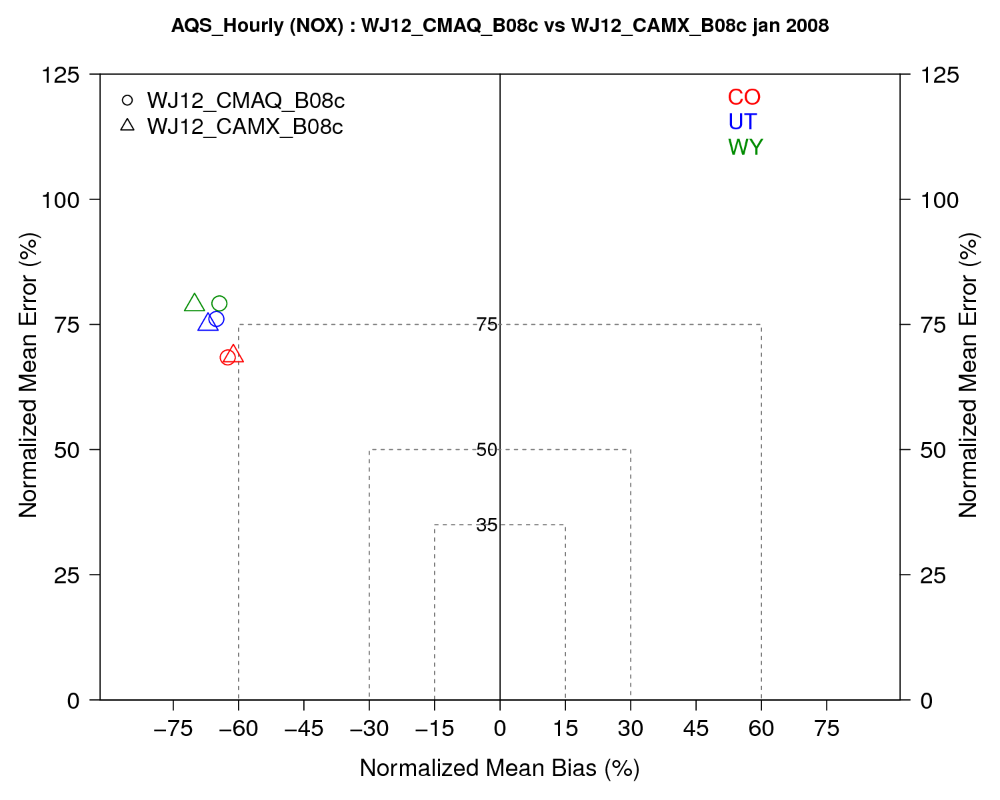 AQS_Hourly (NOX) : WJ12_CMAQ_B08c vs WJ12_CAMX_B08c jan 2008
WJ12_CMAQ_B08c
WJ12_CAMX_B08c
CO
UT
WY
125
100
75
50
25
0
Normalized Mean Error (%)
75
50
35
125
100
75
50
25
0
Normalized Mean Error (%)
−75 −60 −45 −30 −15 0 15 30 45 60 75
Normalized Mean Bias (%)